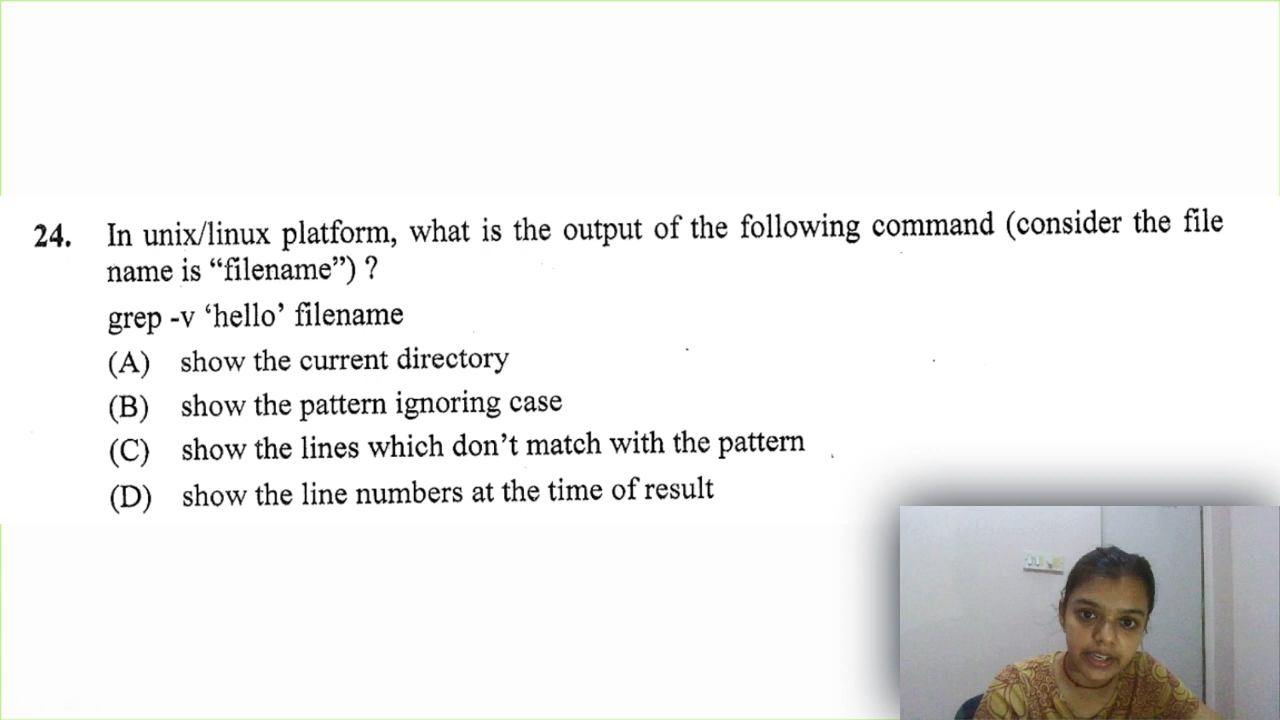 24. In unix/linux platform, what is the output of the following command (consider the file
name is “filename”) ?
grep -v ‘hello’ filename
(A) show the current directory
(B) show the pattern ignoring case
(C) show the lines which don’t match with the pattern
(D) show the line numbers at the time of result